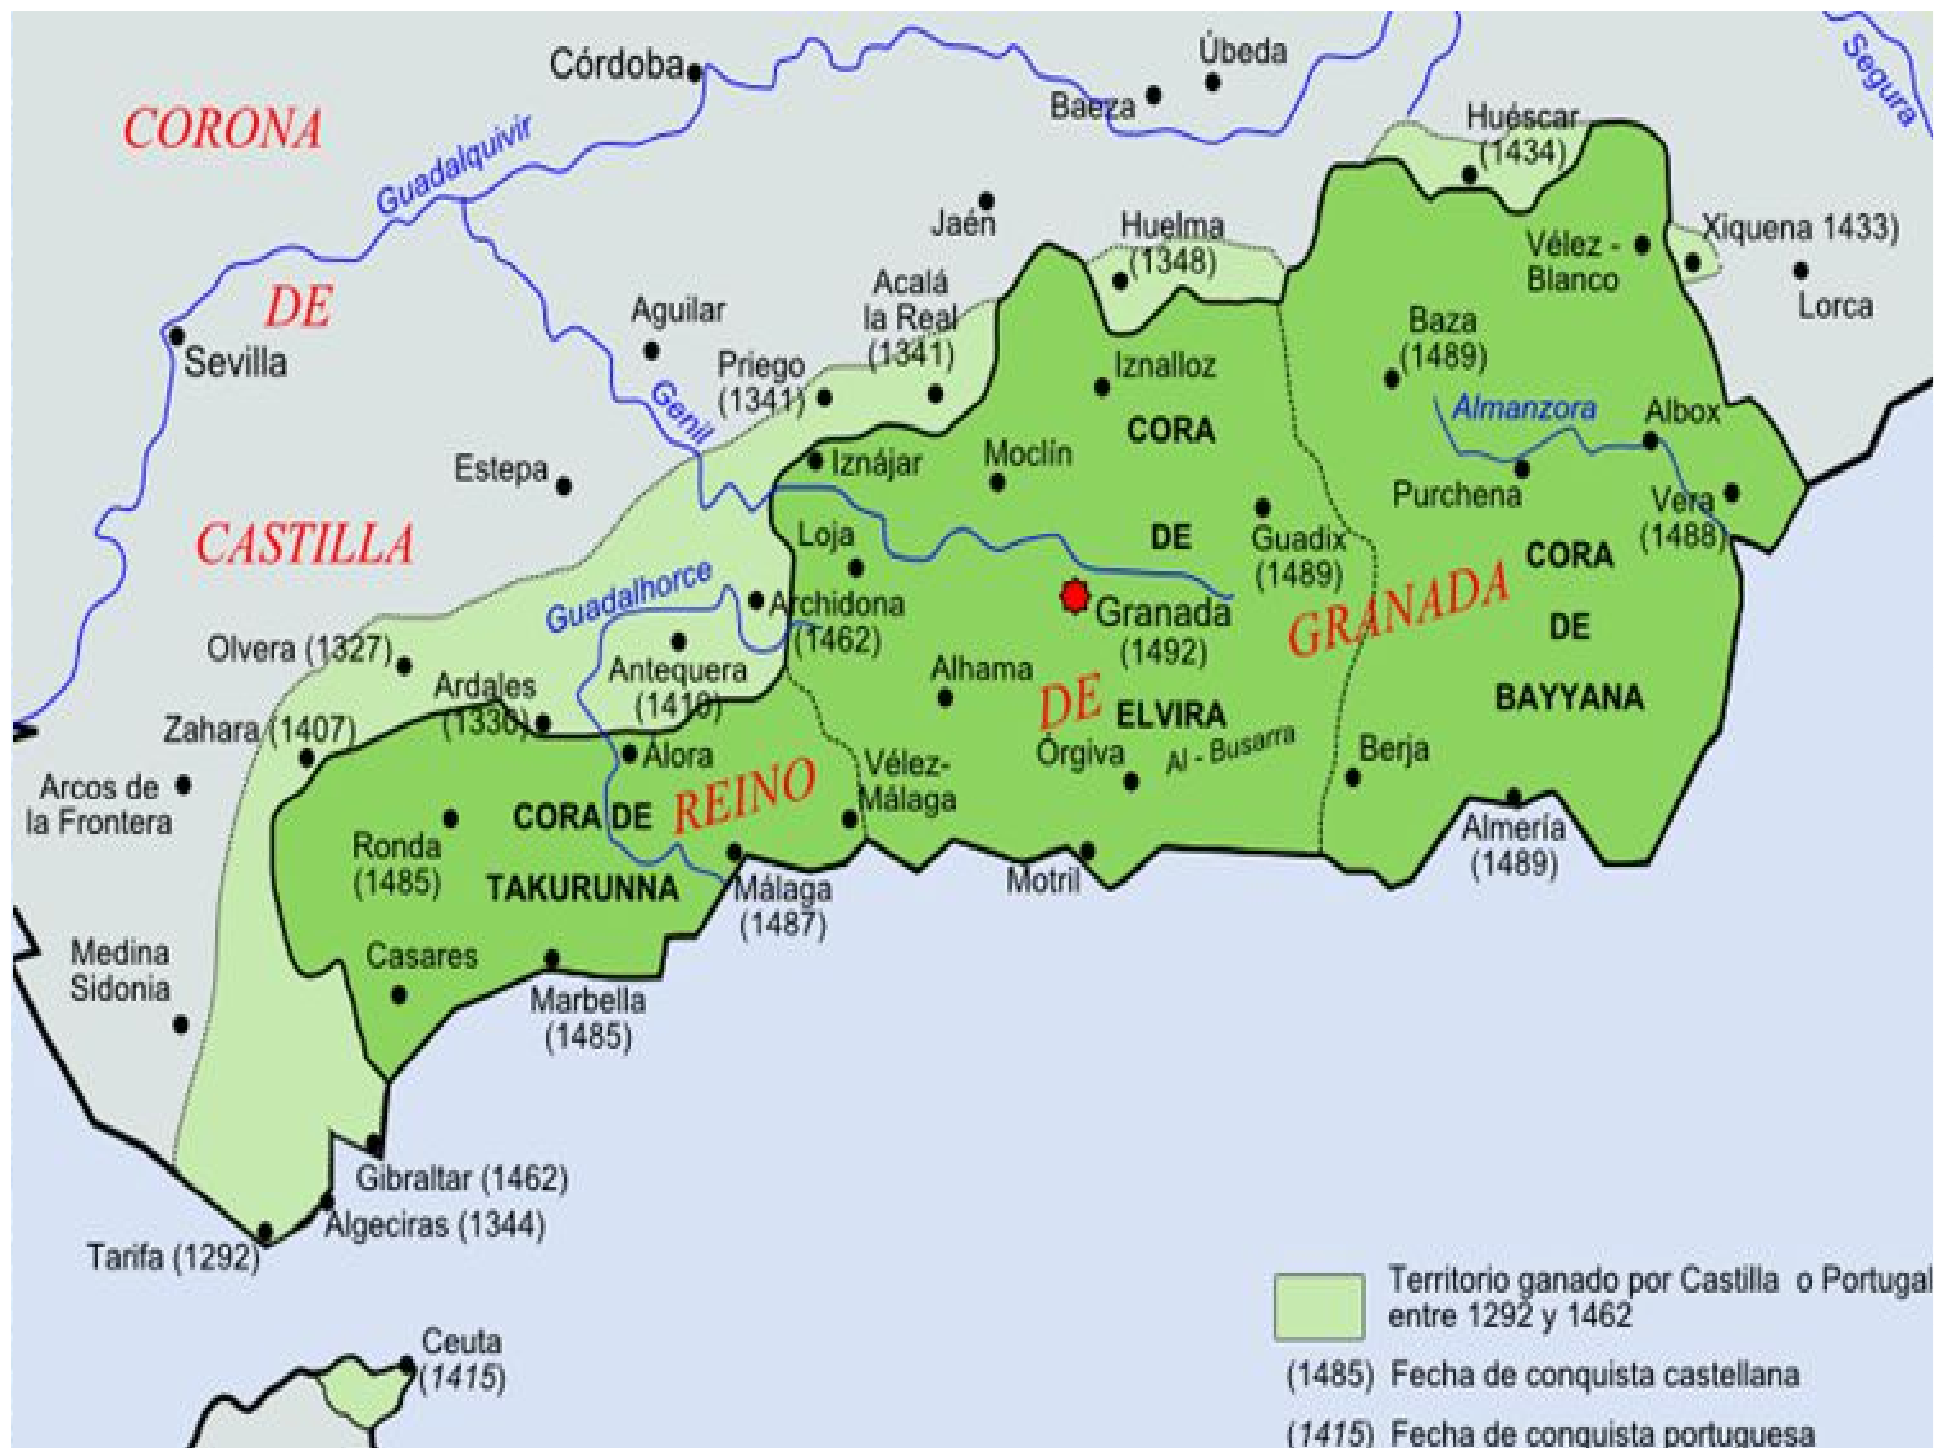 Córdoba
Úbeda
Baeza
Segura
CORONA
Guadalquivir
Huéscar
(1434)
Jaén
Huelma
(1348)
Xiquena 1433)
Vélez -
Blanco
Lorca
DE
Acalá
la Real
(1341)
Aguilar
Sevilla
Priego
(1341)
Genil
Baza
(1489)
Iznalloz
Almanzora
Albox
CORA
Estepa
Iznájar
Moclín
Purchena
Vera
(1488)
CASTILLA
Loja
DE
Guadix
(1489)
CORA
Guadalhorce
Archidona
(1462)
Granada
(1492)
GRANADA
DE
Olvera (1327)
Antequera
(1410)
Ardales
(1336)
Alhama
DE
ELVIRA
BAYYANA
Zahara (1407)
Álora
Órgiva
Al - Busarra
Berja
Arcos de
la Frontera
Vélez-
Málaga
REINO
CORA DE
TAKURUNNA
Ronda
(1485)
Málaga
(1487)
Motril
Almería
(1489)
Medina
Sidonia
Casares
Marbella
(1485)
Gibraltar (1462)
Algeciras (1344)
Tarifa (1292)
Ceuta
(1415)
Territorio ganado por Castilla o Portugal
entre 1292 y 1462
(1485) Fecha de conquista castellana
(1415) Fecha de conquista portuguesa